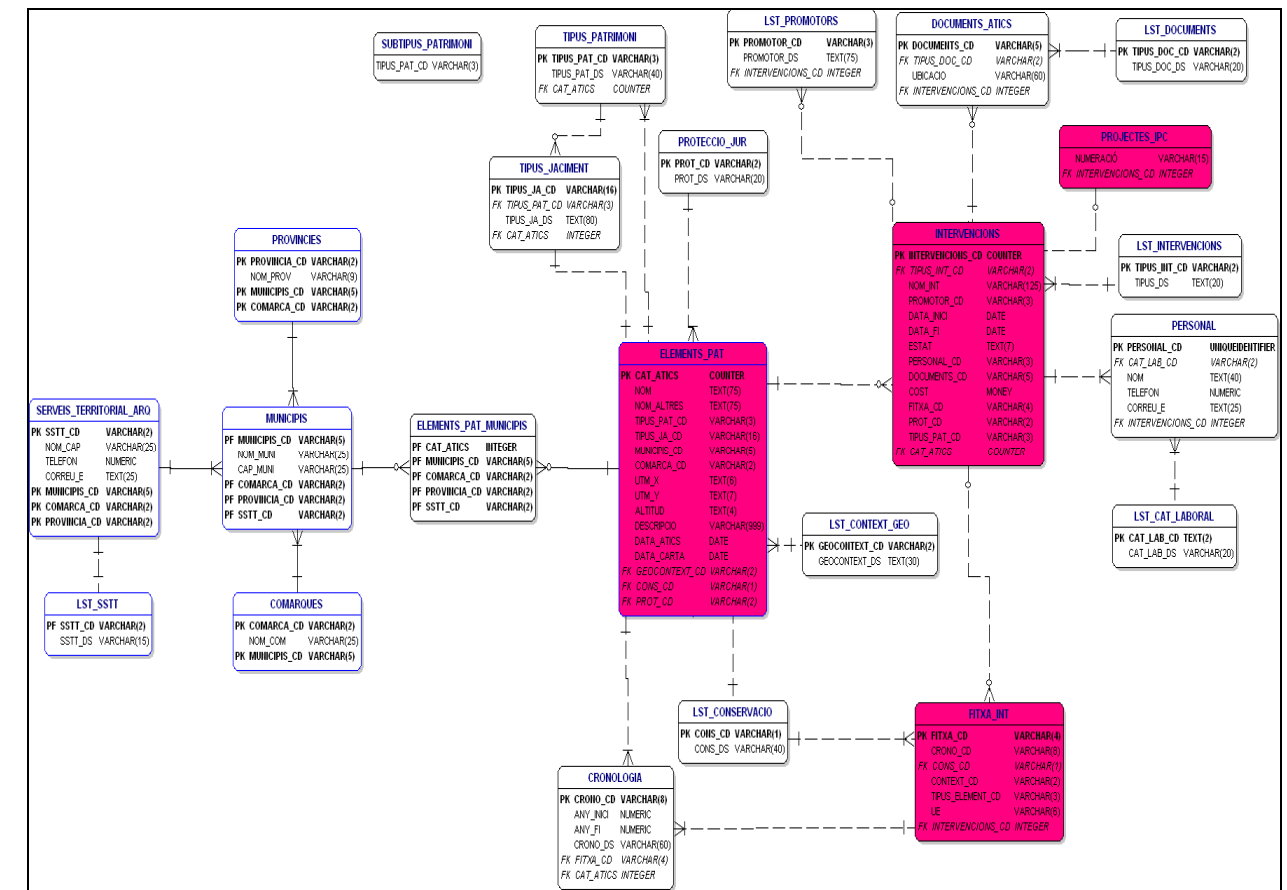 SUBTIPUS_PATRIMONI
TIPUS_PAT_CD VARCHAR(3)
TIPUS_PATRIMONI
PK TIPUS_PAT_CD VARCHAR(3)
TIPUS_PAT_DS VARCHAR(40)
FK CAT_ATICS COUNTER
LST_PROMOTORS
PK PROMOTOR_CD VARCHAR(3)
PROMOTOR_DS TEXT(75)
FK INTERVENCIONS_CD INTEGER
DOCUMENTS_ATICS
PK DOCUMENTS_CD VARCHAR(5)
FK TIPUS_DOC_CD VARCHAR(2)
UBICACIO VARCHAR(60)
FK INTERVENCIONS_CD INTEGER
LST_DOCUMENTS
PK TIPUS_DOC_CD VARCHAR(2)
TIPUS_DOC_DS VARCHAR(20)
PROJECTES_IPC
NUMERACIÓ VARCHAR(15)
FK INTERVENCIONS_CD INTEGER
PROTECCIO_JUR
PK PROT_CD VARCHAR(2)
PROT_DS VARCHAR(20)
TIPUS_JACIMENT
PK TIPUS_JA_CD VARCHAR(16)
FK TIPUS_PAT_CD VARCHAR(3)
TIPUS_JA_DS TEXT(80)
FK CAT_ATICS INTEGER
PROVINCIES
PK PROVINCIA_CD VARCHAR(2)
NOM_PROV VARCHAR(9)
PK MUNICIPIS_CD VARCHAR(5)
PK COMARCA_CD VARCHAR(2)
INTERVENCIONS
PK INTERVENCIONS_CD COUNTER
FK TIPUS_INT_CD VARCHAR(2)
NOM_INT VARCHAR(125)
PROMOTOR_CD VARCHAR(3)
DATA_INICI DATE
DATA_FI DATE
ESTAT TEXT(7)
PERSONAL_CD VARCHAR(3)
DOCUMENTS_CD VARCHAR(5)
COST MONEY
FITXA_CD VARCHAR(4)
PROT_CD VARCHAR(2)
TIPUS_PAT_CD VARCHAR(3)
FK CAT_ATICS COUNTER
LST_INTERVENCIONS
PK TIPUS_INT_CD VARCHAR(2)
TIPUS_DS TEXT(20)
PERSONAL
PK PERSONAL_CD UNIQUEIDENTIFIER
FK CAT_LAB_CD VARCHAR(2)
NOM TEXT(40)
TELEFON NUMERIC
CORREU_E TEXT(25)
FK INTERVENCIONS_CD INTEGER
ELEMENTS_PAT
PK CAT_ATICS COUNTER
NOM TEXT(75)
NOM_ALTRES TEXT(75)
TIPUS_PAT_CD VARCHAR(3)
TIPUS_JA_CD VARCHAR(16)
MUNICIPIS_CD VARCHAR(5)
COMARCA_CD VARCHAR(2)
UTM_X TEXT(6)
UTM_Y TEXT(7)
ALTITUD TEXT(4)
DESCRIPCIO VARCHAR(999)
DATA_ATICS DATE
DATA_CARTA DATE
FK GEOCONTEXT_CD VARCHAR(2)
FK CONS_CD VARCHAR(1)
FK PROT_CD VARCHAR(2)
SERVEIS_TERRITORIAL_ARQ
PK SSTT_CD VARCHAR(2)
NOM_CAP VARCHAR(25)
TELEFON NUMERIC
CORREU_E TEXT(25)
PK MUNICIPIS_CD VARCHAR(5)
PK COMARCA_CD VARCHAR(2)
PK PROVINCIA_CD VARCHAR(2)
MUNICIPIS
PF MUNICIPIS_CD VARCHAR(5)
NOM_MUNI VARCHAR(25)
CAP_MUNI VARCHAR(25)
PF COMARCA_CD VARCHAR(2)
PF PROVINCIA_CD VARCHAR(2)
PF SSTT_CD VARCHAR(2)
ELEMENTS_PAT_MUNICIPIS
PF CAT_ATICS INTEGER
PF MUNICIPIS_CD VARCHAR(5)
PF COMARCA_CD VARCHAR(2)
PF PROVINCIA_CD VARCHAR(2)
PF SSTT_CD VARCHAR(2)
LST_CONTEXT_GEO
PK GEOCONTEXT_CD VARCHAR(2)
GEOCONTEXT_DS TEXT(30)
LST_CAT_LABORAL
PK CAT_LAB_CD TEXT(2)
CAT_LAB_DS VARCHAR(20)
LST_SSTT
PF SSTT_CD VARCHAR(2)
SSTT_DS VARCHAR(15)
COMARQUES
PK COMARCA_CD VARCHAR(2)
NOM_COM VARCHAR(25)
PK MUNICIPIS_CD VARCHAR(5)
LST_CONSERVACIO
PK CONS_CD VARCHAR(1)
CONS_DS VARCHAR(40)
FITXA_INT
PK FITXA_CD VARCHAR(4)
CRONO_CD VARCHAR(8)
FK CONS_CD VARCHAR(1)
CONTEXT_CD VARCHAR(2)
TIPUS_ELEMENT_CD VARCHAR(3)
UE VARCHAR(6)
FK INTERVENCIONS_CD INTEGER
CRONOLOGIA
PK CRONO_CD VARCHAR(8)
ANY_INICI NUMERIC
ANY_FI NUMERIC
CRONO_DS VARCHAR(60)
FK FITXA_CD VARCHAR(4)
FK CAT_ATICS INTEGER